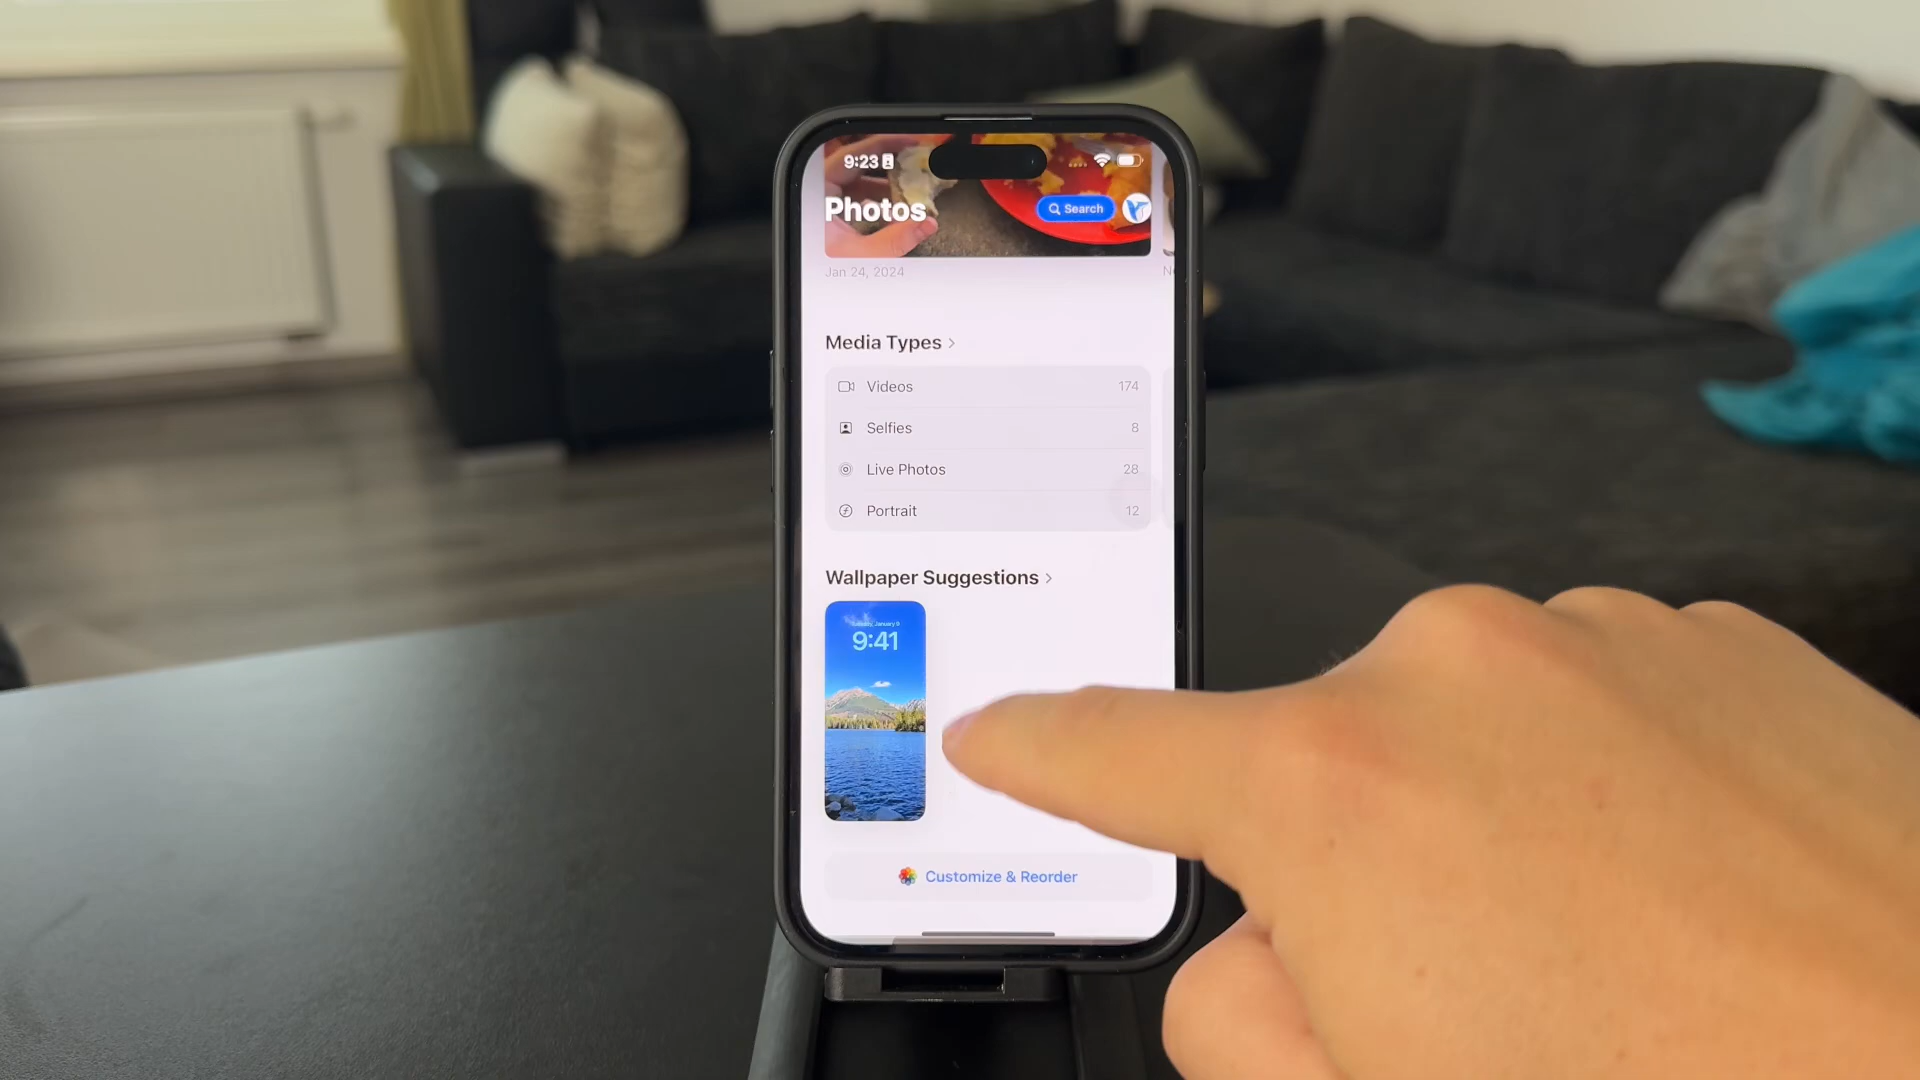 9:23
Photos
Search
Jan 24, 2024
Media Types
Videos 174
Selfies 8
Live Photos 28
Portrait 12
Wallpaper Suggestions
9:41
Customize & Reorder